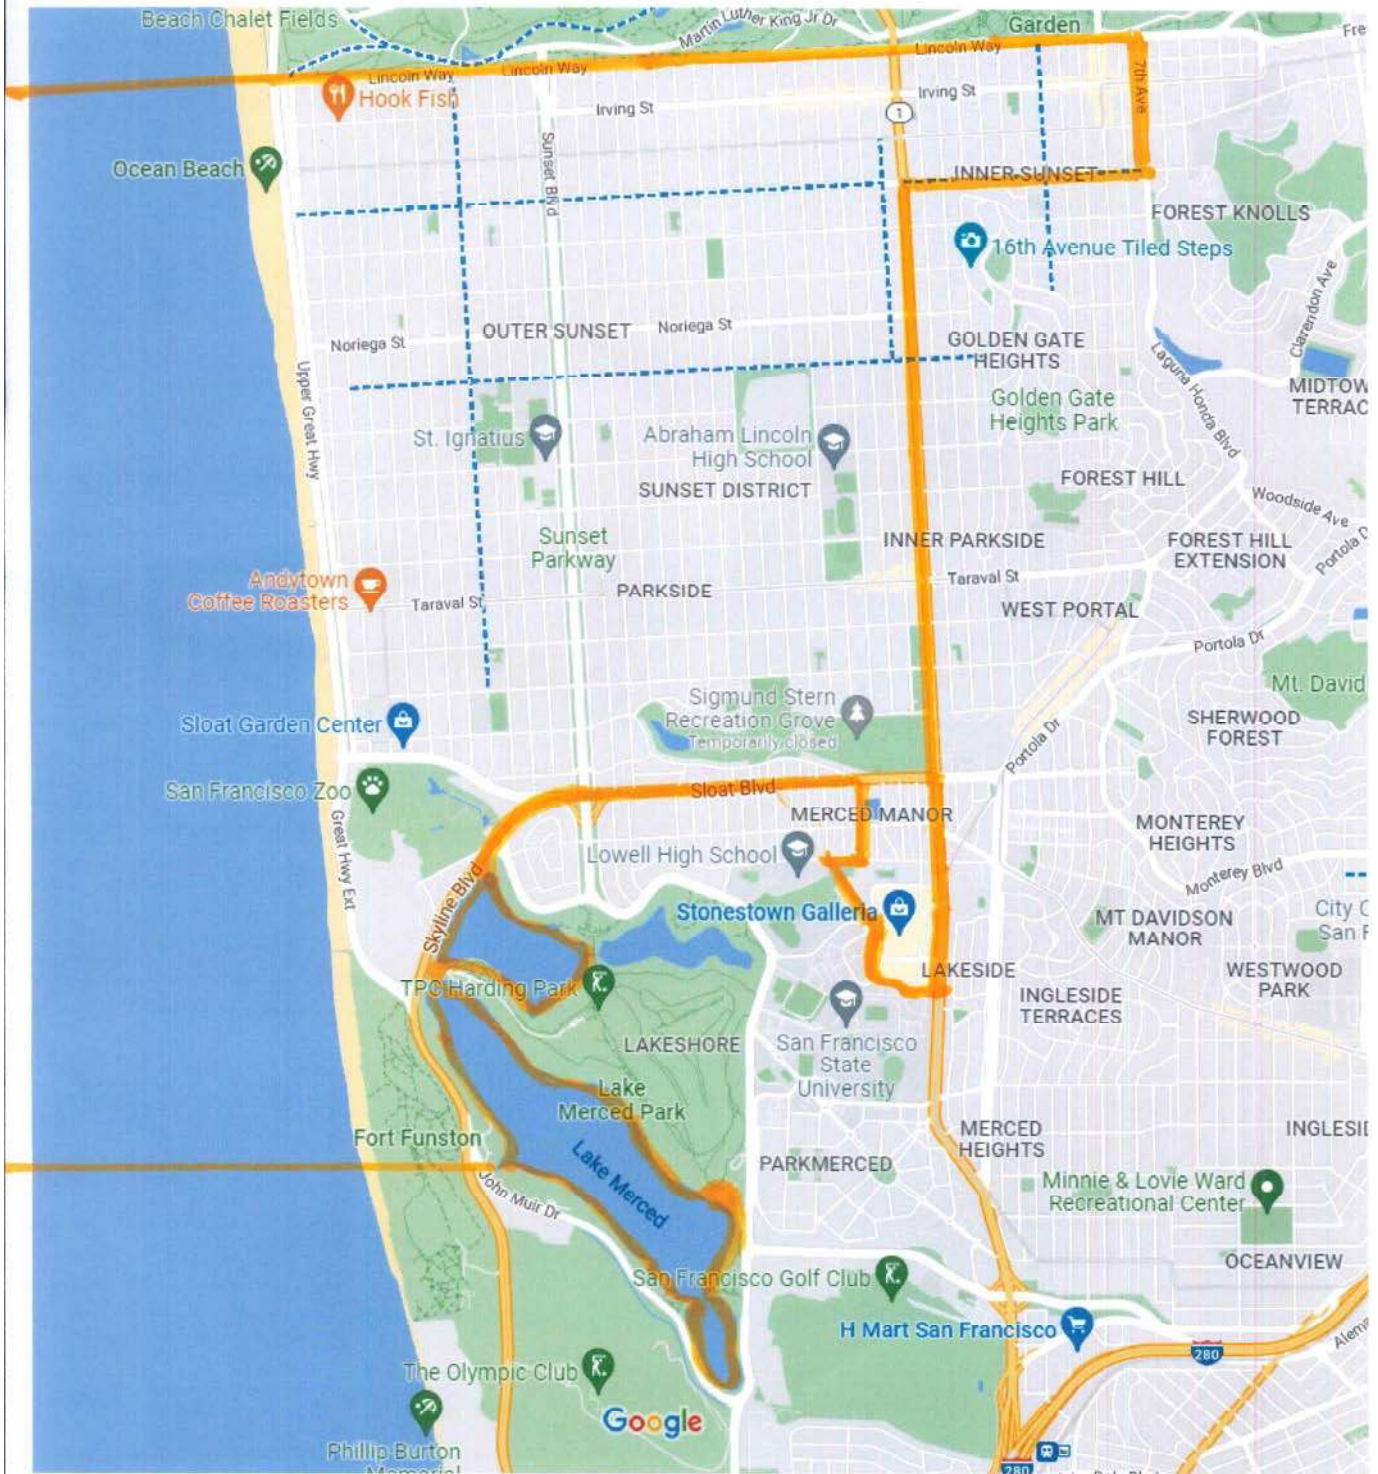 Beach Chalet Fields
Martin Luther King Jr Dr
Garden
Lincoln Way
Lincoln Way
Lincoln Way
Fre
Hook Fish
Irving St
Irving St
7th Ave
1
Ocean Beach
Sunset Blvd
INNER SUNSET
FOREST KNOLLS
16th Avenue Tiled Steps
Clarendon Ave
Noriega St
OUTER SUNSET
Noriega St
GOLDEN GATE
HEIGHTS
Laguna Honda Blvd
Upper Great Hwy
MIDTOW
TERRAC
Golden Gate
Heights Park
St. Ignatius
Abraham Lincoln
High School
SUNSET DISTRICT
FOREST HILL
Woodside Ave
Sunset
Parkway
INNER PARKSIDE
FOREST HILL
EXTENSION
Portola D
Andytown
Coffee Roasters
Taraval St
PARKSIDE
Taraval St
WEST PORTAL
Portola Dr
Mt. David
Sigmund Stern
Recreation Grove
Temporarily closed
Sloat Garden Center
SHERWOOD
FOREST
Portola Dr
San Francisco Zoo
Sloat Blvd
MERCED MANOR
MONTEREY
HEIGHTS
Great Hwy Ext
Lowell High School
Monterey Blvd
Skyline Blvd
Stonestown Galleria
MT DAVIDSON
MANOR
City C
San F
TPC Harding Park
LAKESIDE
WESTWOOD
PARK
INGLESIDE
TERRACES
LAKESHORE
San Francisco
State
University
Lake
Merced Park
Fort Funston
MERCED
HEIGHTS
INGLESI
Lake Merced
PARKMERCED
John Muir Dr
Minnie & Lovie Ward
Recreational Center
OCEANVIEW
San Francisco Golf Club
H Mart San Francisco
280
Alem
The Olympic Club
Google
Phillip Burton
Memorial
280